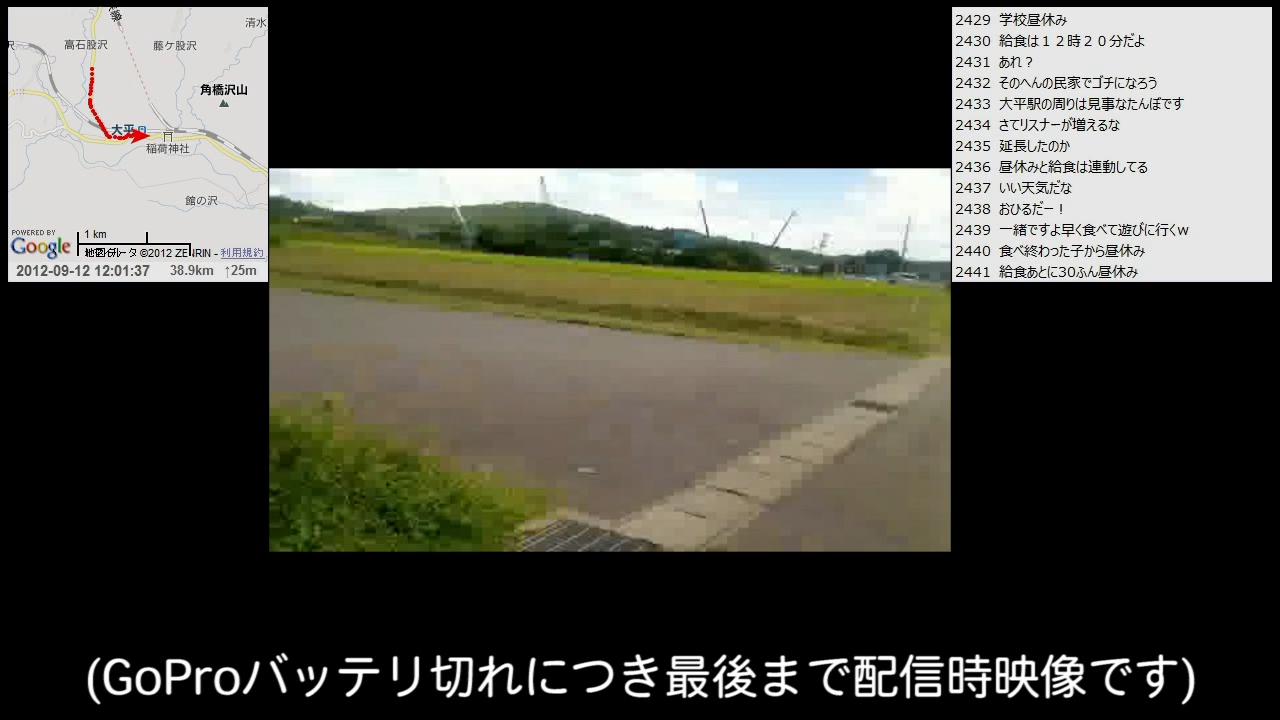 清水
高石股沢
藤ケ股沢
沢
角橋沢山
大平
稲荷神社
館の沢
POWERED BY
Google
1 km
地図データ ©2012 ZENRIN - 利用規約
2012-09-12 12:01:37 38.9km ↑25m
2429 学校昼休み
2430 給食は１２時２０分だよ
2431 あれ？
2432 そのへんの民家でゴチになろう
2433 大平駅の周りは見事なたんぼです
2434 さてリスナーが増えるな
2435 延長したのか
2436 昼休みと給食は連動してる
2437 いい天気だな
2438 おひるだー！
2439 一緒ですよ早く食べて遊びに行くｗ
2440 食べ終わった子から昼休み
2441 給食あとに30ふん昼休み
(GoProバッテリ切れにつき最後まで配信時映像です)